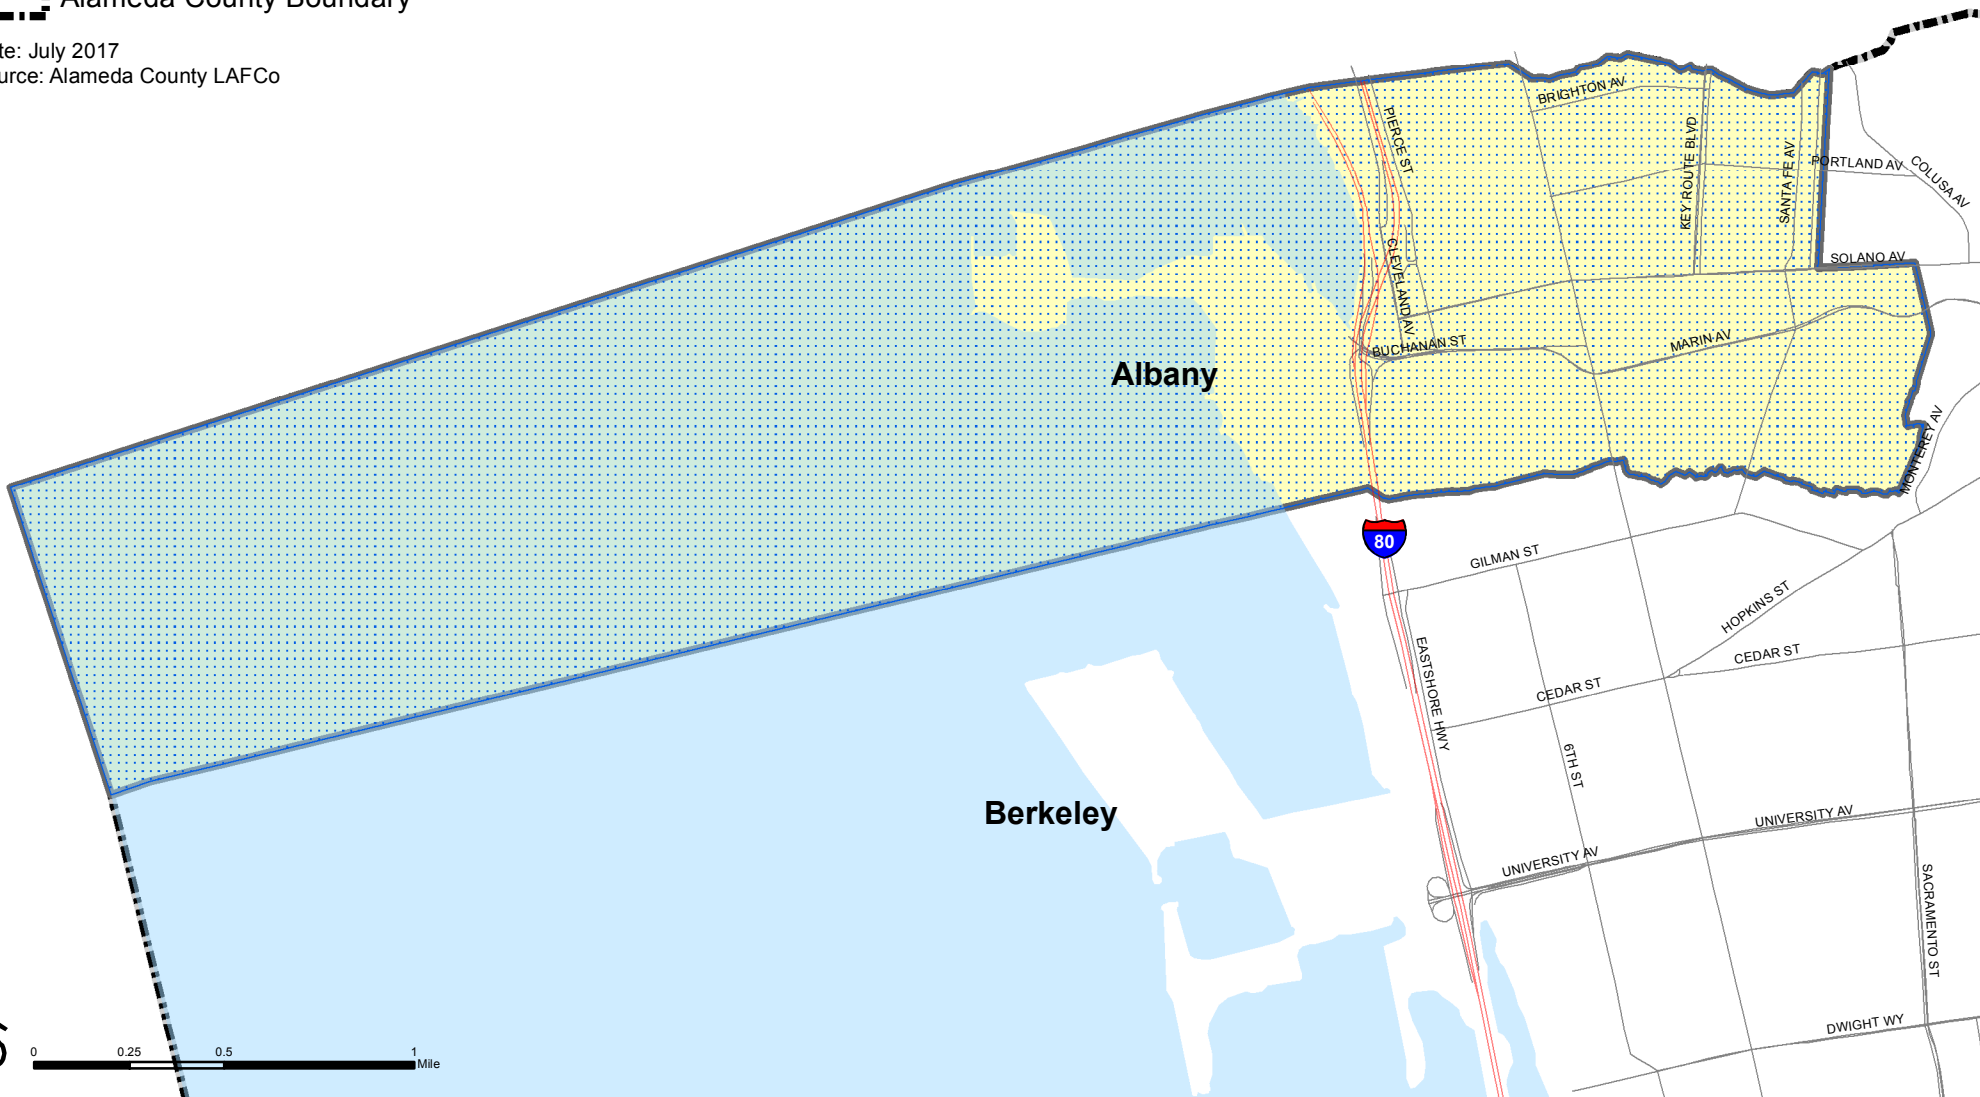 Alameda County Boundary
te: July 2017
urce: Alameda County LAFCo
BRIGHTON AV
PIERCE ST
KEY ROUTE BLVD
SANTA FE AV
PORTLAND AV
COLUSA AV
SOLANO AV
CLEVELAND AV
BUCHANAN ST
MARIN AV
Albany
MONTEREY AV
80
GILMAN ST
HOPKINS ST
EASTSHORE HWY
CEDAR ST
CEDAR ST
6TH ST
Berkeley
UNIVERSITY AV
UNIVERSITY AV
SACRAMENTO ST
DWIGHT WY
0 0.25 0.5 1
Mile